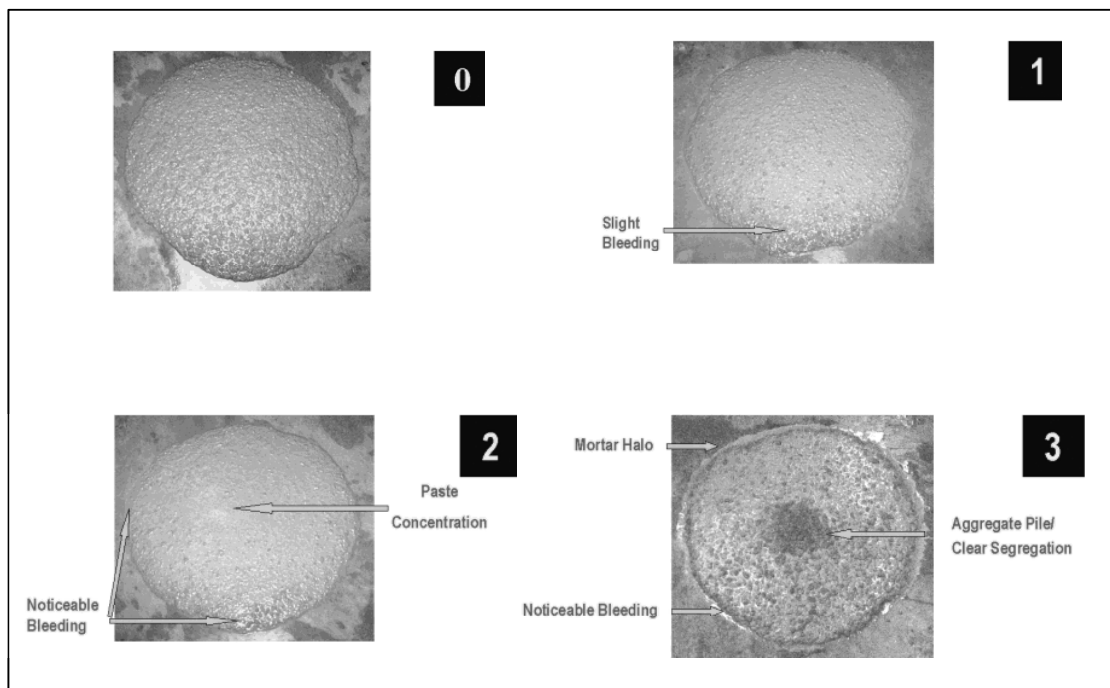 0
1
Slight
Bleeding
2
Paste
Concentration
Noticeable
Bleeding
3
Mortar Halo
Aggregate Pile/
Clear Segregation
Noticeable Bleeding